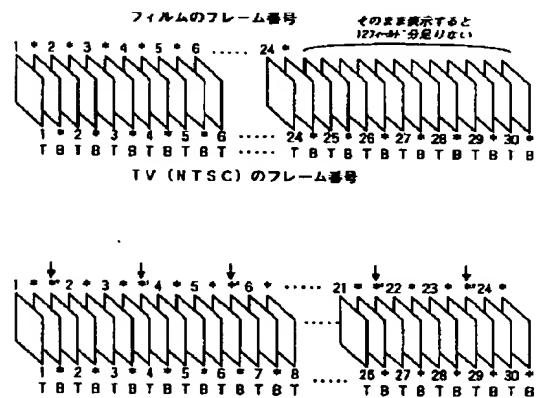 フィルムのフレーム番号
そのまま表示すると
12ﾌｨｰﾙﾄﾞ分足りない
1 * 2 * 3 * 4 * 5 * 6 ····· 24 *
1 * 2 * 3 * 4 * 5 * 6 ····· 24 * 25 * 26 * 27 * 28 * 29 * 30 *
T B T B T B T B T B T ····· T B T B T B T B T B T B T B
TV (NTSC) のフレーム番号
↓ ↓ ↓ ↓ ↓
1 * *' 2 * 3 * *' 4 * 5 * *' 6 * ····· 21 * *' 22 * 23 * *' 24 *
1 * 2 * 3 * 4 * 5 * 6 * 7 * 8 26 * 27 * 28 * 29 * 30 *
T B T B T B T B T B T B T B T ····· T B T B T B T B T B